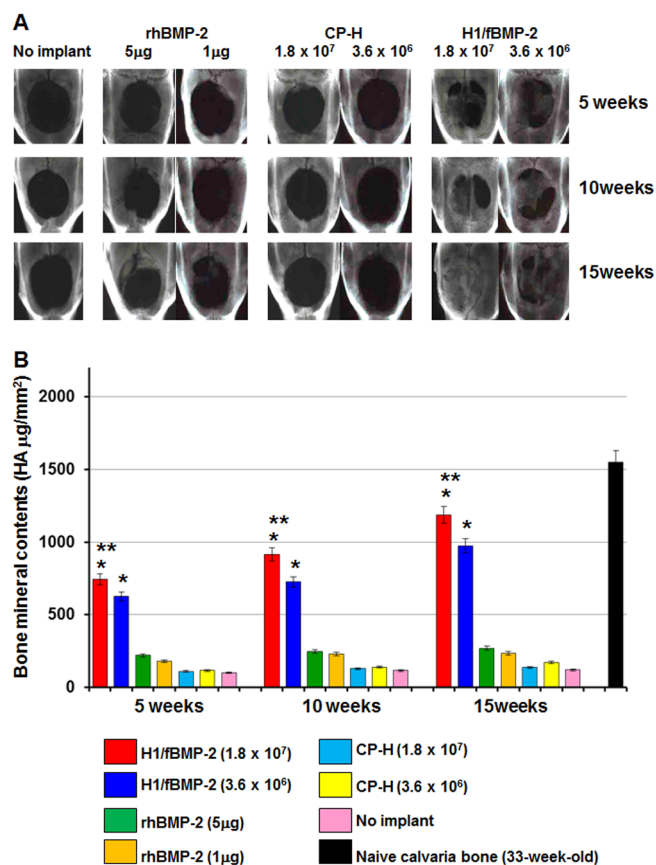 A
rhBMP-2 CP-H H1/fBMP-2
No implant 5µg 1µg 1.8 x 10⁷ 3.6 x 10⁶ 1.8 x 10⁷ 3.6 x 10⁶
5 weeks
10weeks
15weeks
B
Bone mineral contents (HA µg/mm²)
2000
1500
1000
500
0
** * * ** * * ** * *
5 weeks 10 weeks 15weeks
H1/fBMP-2 (1.8 x 10⁷)
H1/fBMP-2 (3.6 x 10⁶)
rhBMP-2 (5µg)
rhBMP-2 (1µg)
CP-H (1.8 x 10⁷)
CP-H (3.6 x 10⁶)
No implant
Naive calvaria bone (33-week-old)